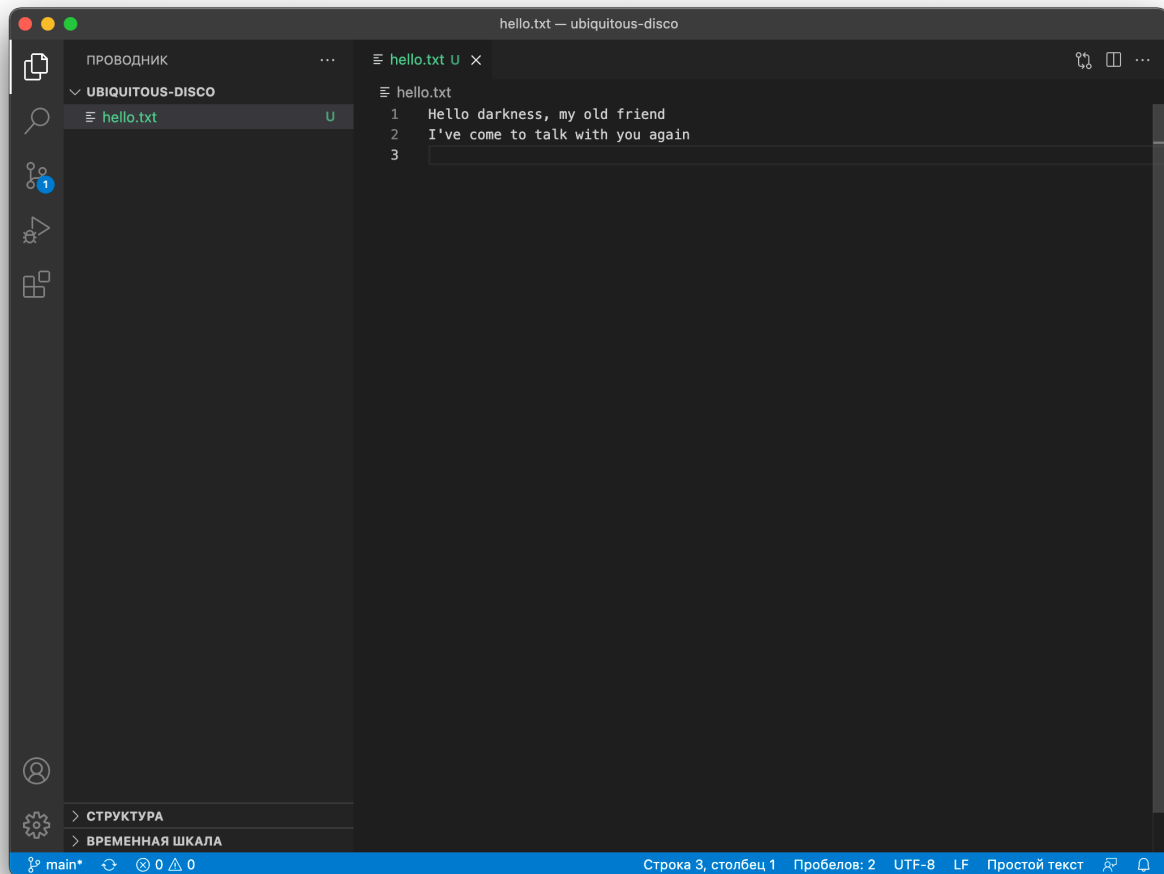 hello.txt — ubiquitous-disco
ПРОВОДНИК
UBIQUITOUS-DISCO
hello.txt U
1
СТРУКТУРА
ВРЕМЕННАЯ ШКАЛА
hello.txt U
hello.txt
1 Hello darkness, my old friend
2 I've come to talk with you again
3
main* 0 0 Строка 3, столбец 1 Пробелов: 2 UTF-8 LF Простой текст